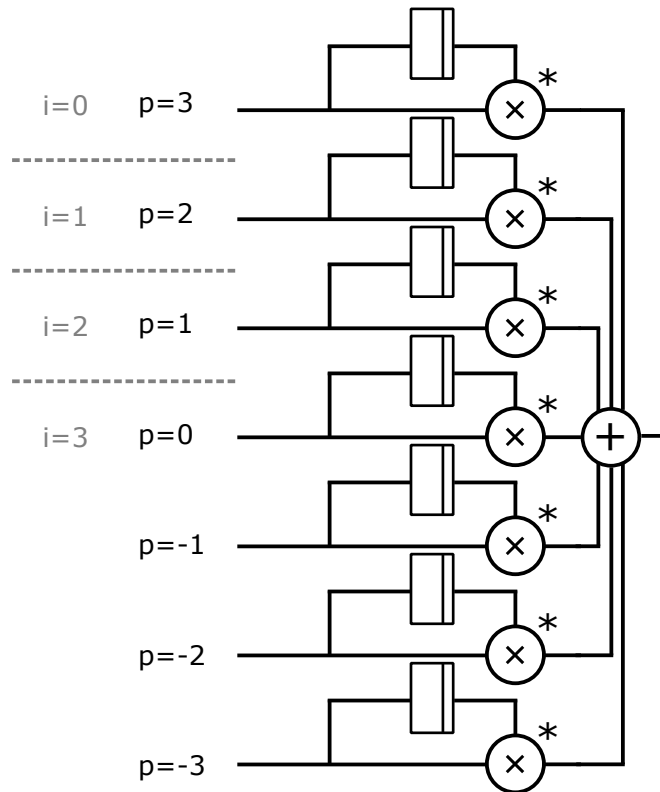 i=0 p=3
*
i=1 p=2
*
i=2 p=1
*
i=3 p=0
*
p=-1
*
p=-2
*
p=-3
*